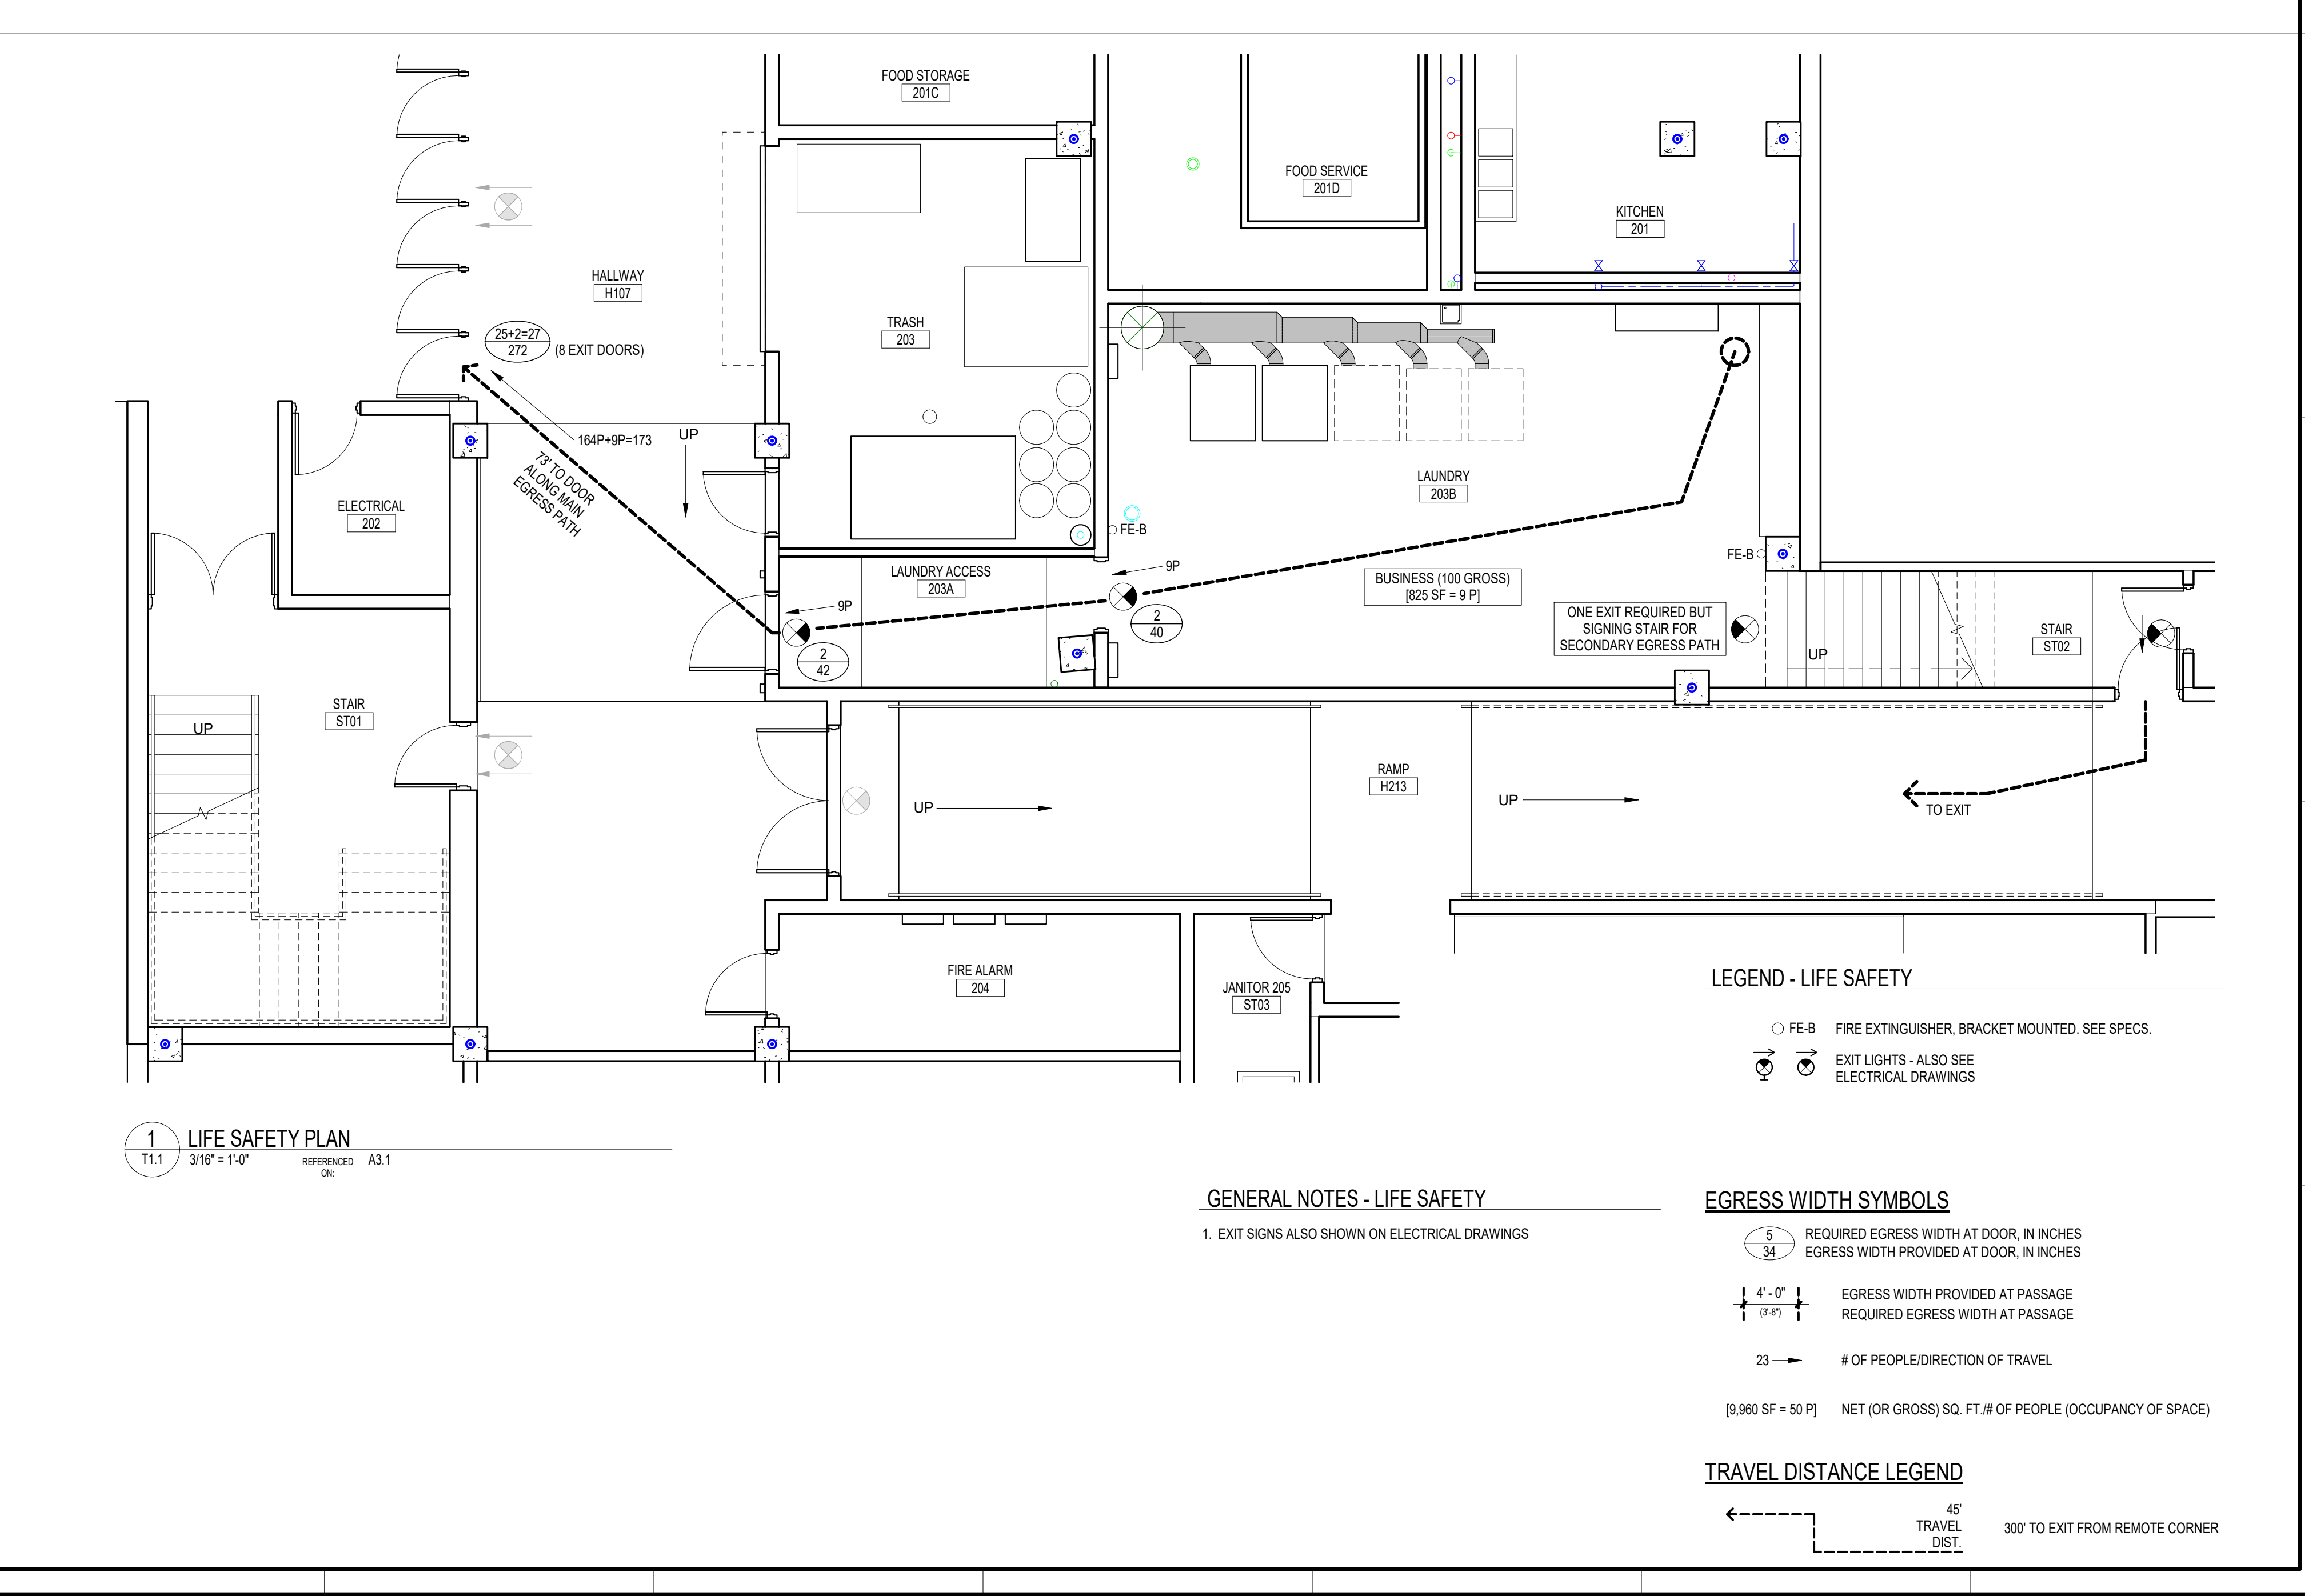 FOOD STORAGE
201C
FOOD SERVICE
201D
KITCHEN
201
HALLWAY
H107
TRASH
203
25+2=27
272
(8 EXIT DOORS)
164P+9P=173
UP
73' TO DOOR
ALONG MAIN
EGRESS PATH
ELECTRICAL
202
LAUNDRY
203B
FE-B
FE-B
LAUNDRY ACCESS
203A
9P
9P
BUSINESS (100 GROSS)
[825 SF = 9 P]
2
40
2
42
ONE EXIT REQUIRED BUT
SIGNING STAIR FOR
SECONDARY EGRESS PATH
UP
STAIR
ST02
STAIR
ST01
UP
RAMP
H213
UP
UP
TO EXIT
FIRE ALARM
204
JANITOR 205
ST03
LEGEND - LIFE SAFETY
FE-B
FIRE EXTINGUISHER, BRACKET MOUNTED. SEE SPECS.
EXIT LIGHTS - ALSO SEE
ELECTRICAL DRAWINGS
1
T1.1
LIFE SAFETY PLAN
3/16" = 1'-0"
REFERENCED
ON:
A3.1
GENERAL NOTES - LIFE SAFETY
1. EXIT SIGNS ALSO SHOWN ON ELECTRICAL DRAWINGS
EGRESS WIDTH SYMBOLS
5
34
REQUIRED EGRESS WIDTH AT DOOR, IN INCHES
EGRESS WIDTH PROVIDED AT DOOR, IN INCHES
4' - 0"
(3'-8")
EGRESS WIDTH PROVIDED AT PASSAGE
REQUIRED EGRESS WIDTH AT PASSAGE
23
# OF PEOPLE/DIRECTION OF TRAVEL
[9,960 SF = 50 P]
NET (OR GROSS) SQ. FT./# OF PEOPLE (OCCUPANCY OF SPACE)
TRAVEL DISTANCE LEGEND
45'
TRAVEL
DIST.
300' TO EXIT FROM REMOTE CORNER